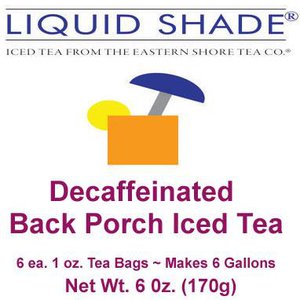 LIQUID SHADE®
ICED TEA FROM THE EASTERN SHORE TEA CO.®
Decaffeinated
Back Porch Iced Tea
6 ea. 1 oz. Tea Bags ~ Makes 6 Gallons
Net Wt. 6 0z. (170g)